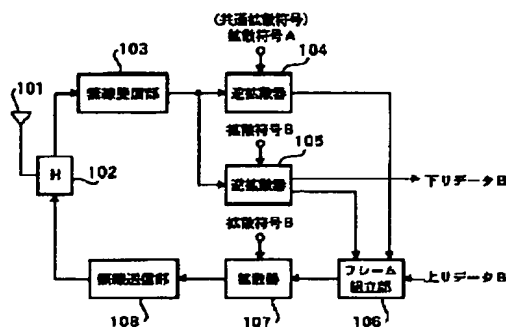 (共通拡散符号)
拡散符号A
103
104
101
無線受信部
逆拡散器
拡散符号B
105
H
102
逆拡散器
下りデータB
拡散符号B
無線送信部
拡散器
フレーム
組立部
上りデータB
108
107
106